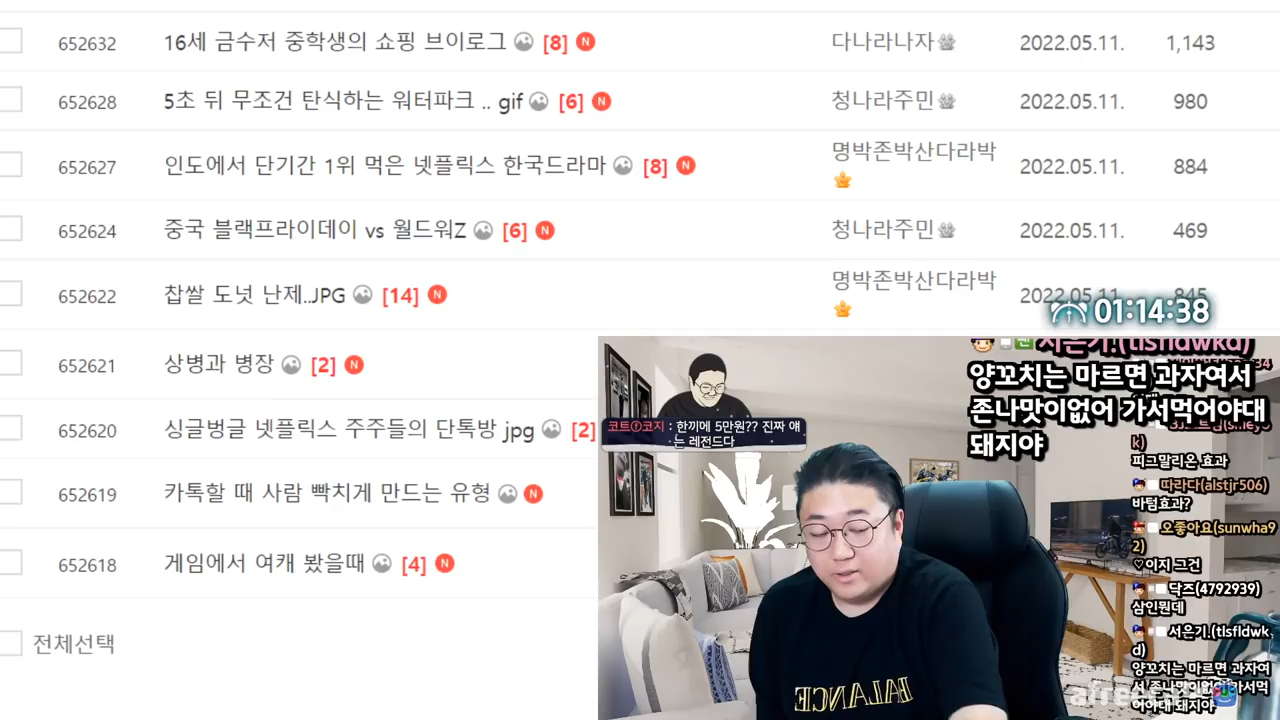 652632 16세 금수저 중학생의 쇼핑 브이로그 [8] N 다나라나자 2022.05.11. 1,143
652628 5초 뒤 무조건 탄식하는 워터파크 .. gif [6] N 청나라주민 2022.05.11. 980
652627 인도에서 단기간 1위 먹은 넷플릭스 한국드라마 [8] N 명박존박산다라박 2022.05.11. 884
652624 중국 블랙프라이데이 vs 월드워Z [6] N 청나라주민 2022.05.11. 469
652622 찹쌀 도넛 난제..JPG [14] N 명박존박산다라박 2022.05.11. 845
01:14:38
652621 상병과 병장 [2] N
652620 싱글벙글 넷플릭스 주주들의 단톡방 jpg [2]
652619 카톡할 때 사람 빡치게 만드는 유형 N
652618 게임에서 여캐 봤을때 [4] N
전체선택
코트ⓕ코지 : 한끼에 5만원?? 진짜 얘
는 레전드다
서은기.(tlsfldwkd)
양꼬치는 마르면 과자여서
존나맛이없어 가서먹어야대
돼지야
k)
피그말리온 효과
따라다(alstjr506)
바텀효과?
오좋아요(sunwha9
2)
♡이지 그건
닥즈(4792939)
삼인뭔데
서은기.(tlsfldwk
d)
양꼬치는 마르면 과자여
서 존나맛이없어 가서먹
어야대 돼지야
BALANCE